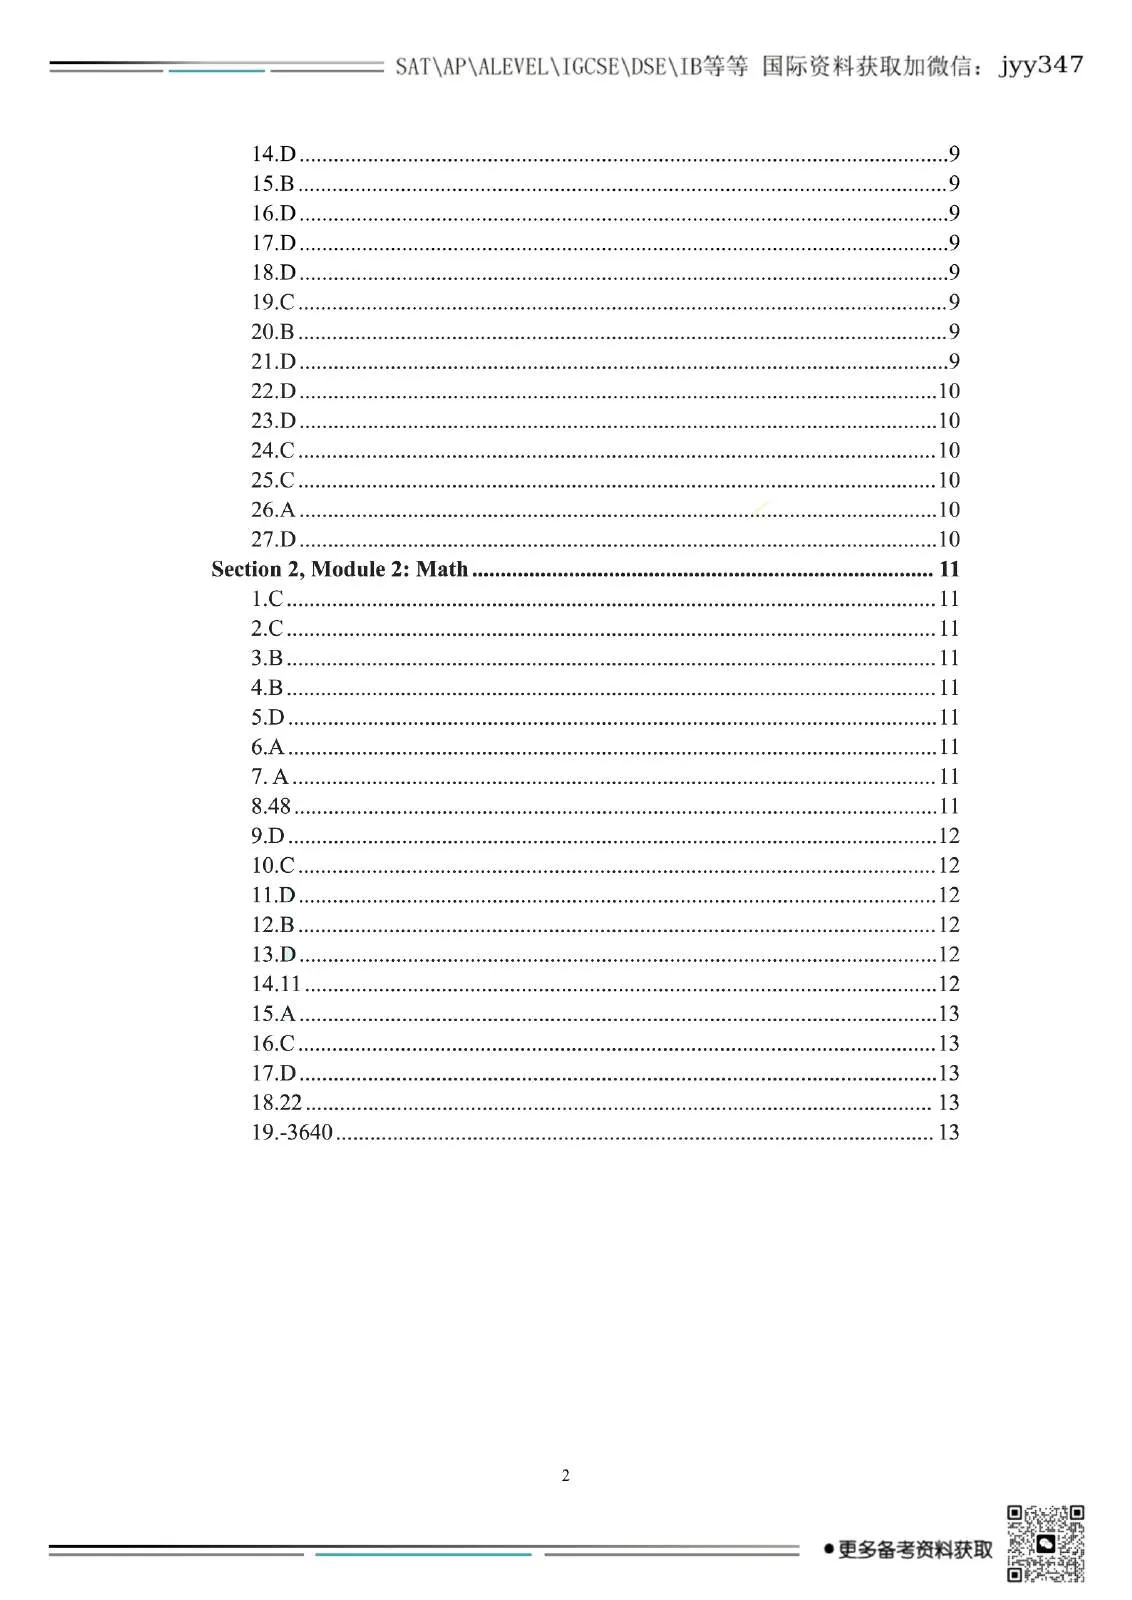 SAT\AP\ALEVEL\IGCSE\DSE\IB等等 国际资料获取加微信：jyy347
14.D........................................9
15.B........................................9
16.D........................................9
17.D........................................9
18.D........................................9
19.C........................................9
20.B........................................9
21.D........................................9
22.D........................................10
23.D........................................10
24.C........................................10
25.C........................................10
26.A........................................10
27.D........................................10
Section 2, Module 2: Math........................................ 11
1.C........................................11
2.C........................................11
3.B........................................11
4.B........................................11
5.D........................................11
6.A........................................11
7. A........................................11
8.48........................................11
9.D........................................12
10.C........................................12
11.D........................................12
12.B........................................12
13.D........................................12
14.11........................................12
15.A........................................13
16.C........................................13
17.D........................................13
18.22........................................ 13
19.-3640........................................ 13
2
●更多备考资料获取